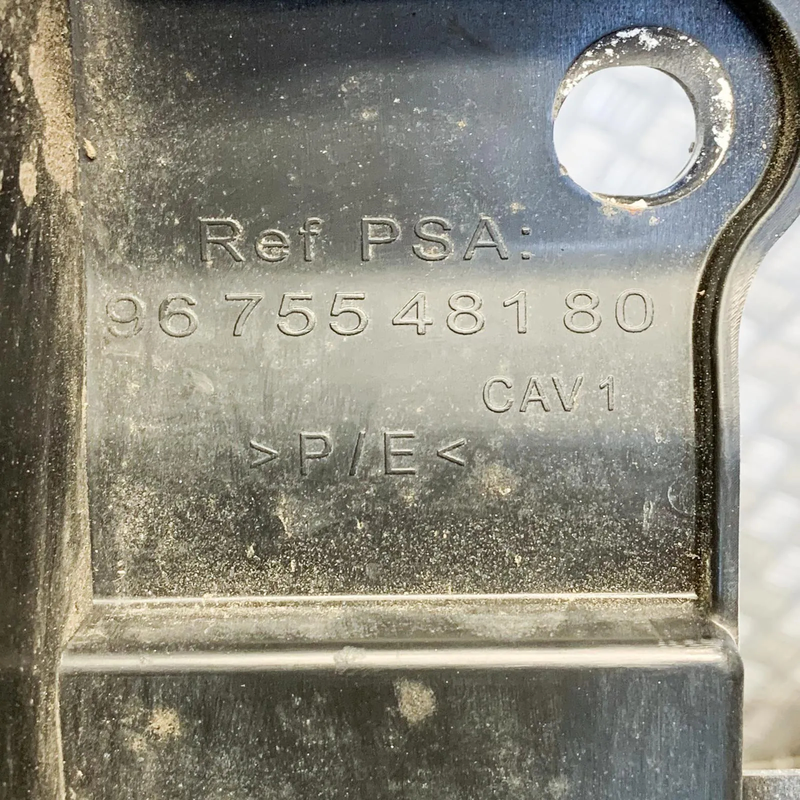 Ref PSA:
96 755 481 80
CAV 1
>P/E<